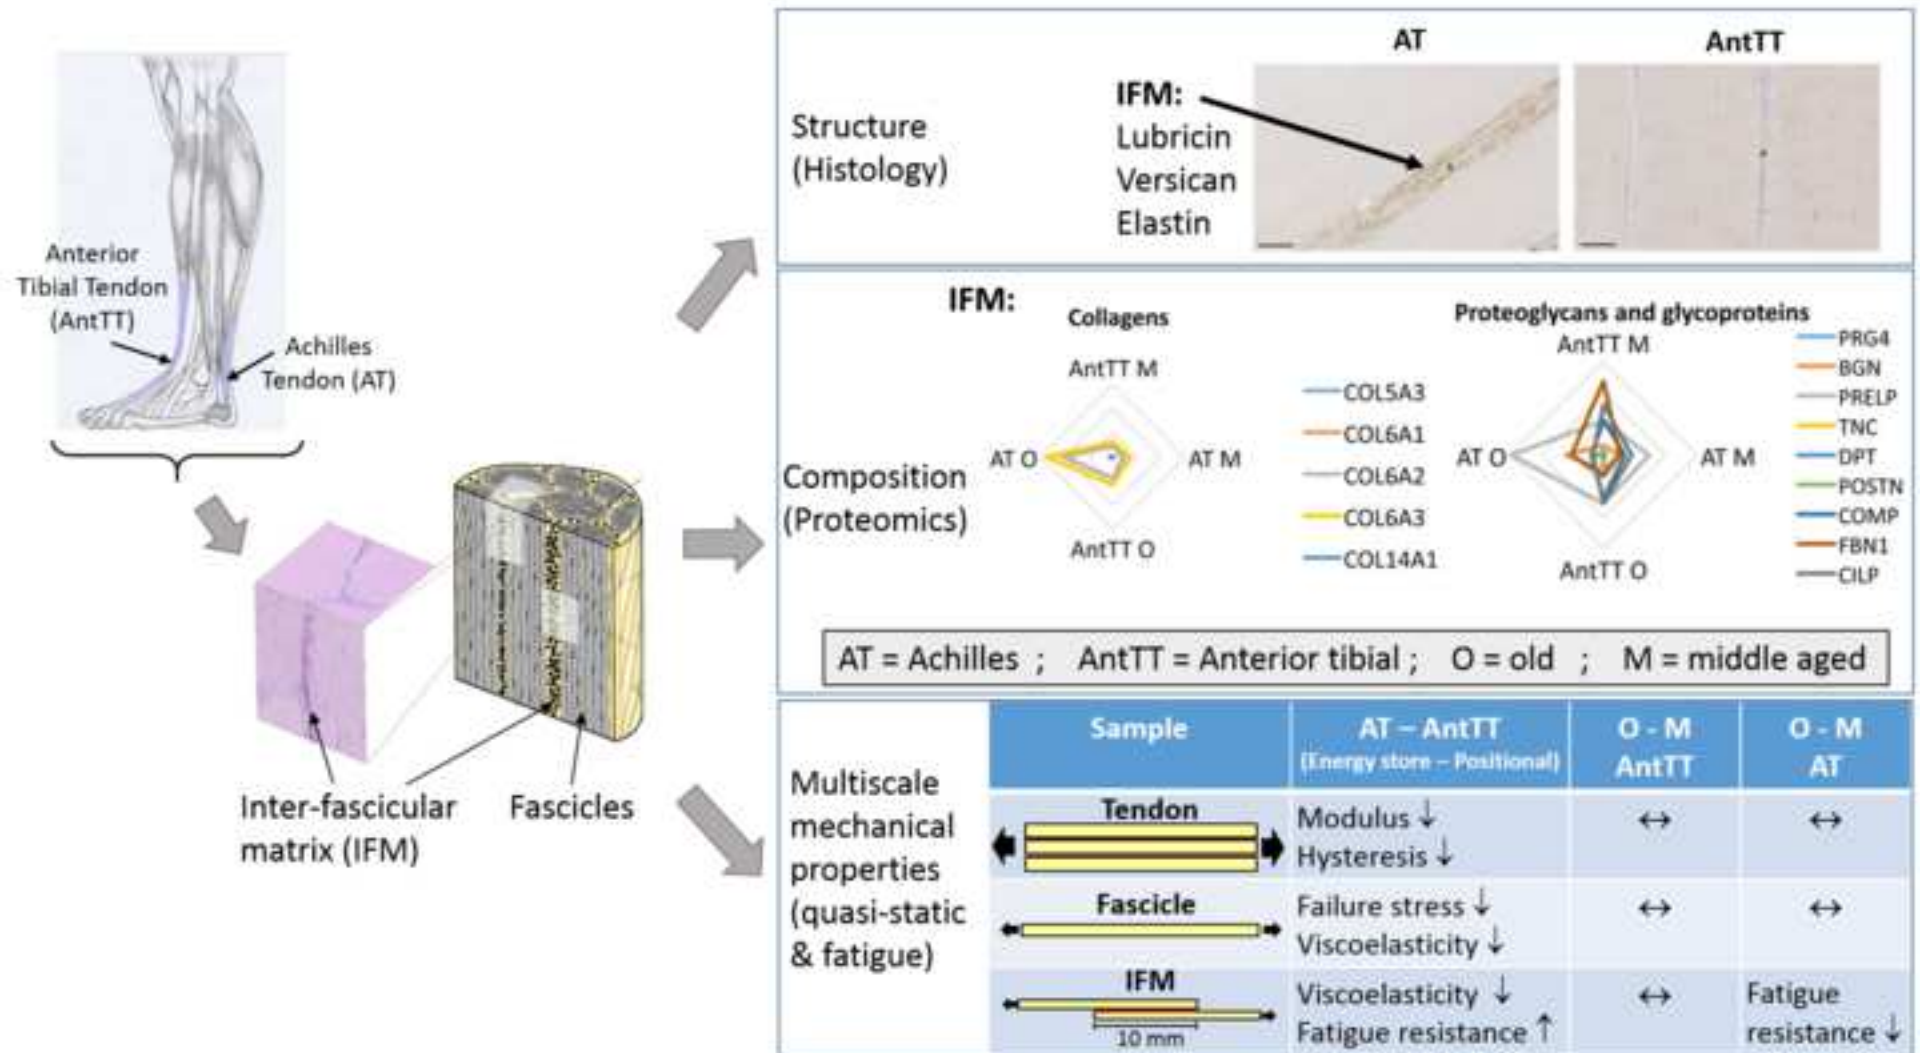 Anterior
Tibial Tendon
(AntTT)
Achilles
Tendon (AT)
Inter-fascicular
matrix (IFM)
Fascicles
AT
AntTT
Structure
(Histology)
IFM:
Lubricin
Versican
Elastin
Composition
(Proteomics)
IFM:
Collagens
AntTT M
AT O
AT M
AntTT O
COL5A3
COL6A1
COL6A2
COL6A3
COL14A1
Proteoglycans and glycoproteins
AntTT M
AT O
AT M
AntTT O
PRG4
BGN
PRELP
TNC
DPT
POSTN
COMP
FBN1
CILP
AT = Achilles ; AntTT = Anterior tibial ; O = old ; M = middle aged
Multiscale
mechanical
properties
(quasi-static
& fatigue)
Sample
AT – AntTT
(Energy store – Positional)
O - M
AntTT
O - M
AT
Tendon
Modulus ↓
Hysteresis ↓
↔
↔
Fascicle
Failure stress ↓
Viscoelasticity ↓
↔
↔
IFM
10 mm
Viscoelasticity ↓
Fatigue resistance ↑
↔
Fatigue
resistance ↓